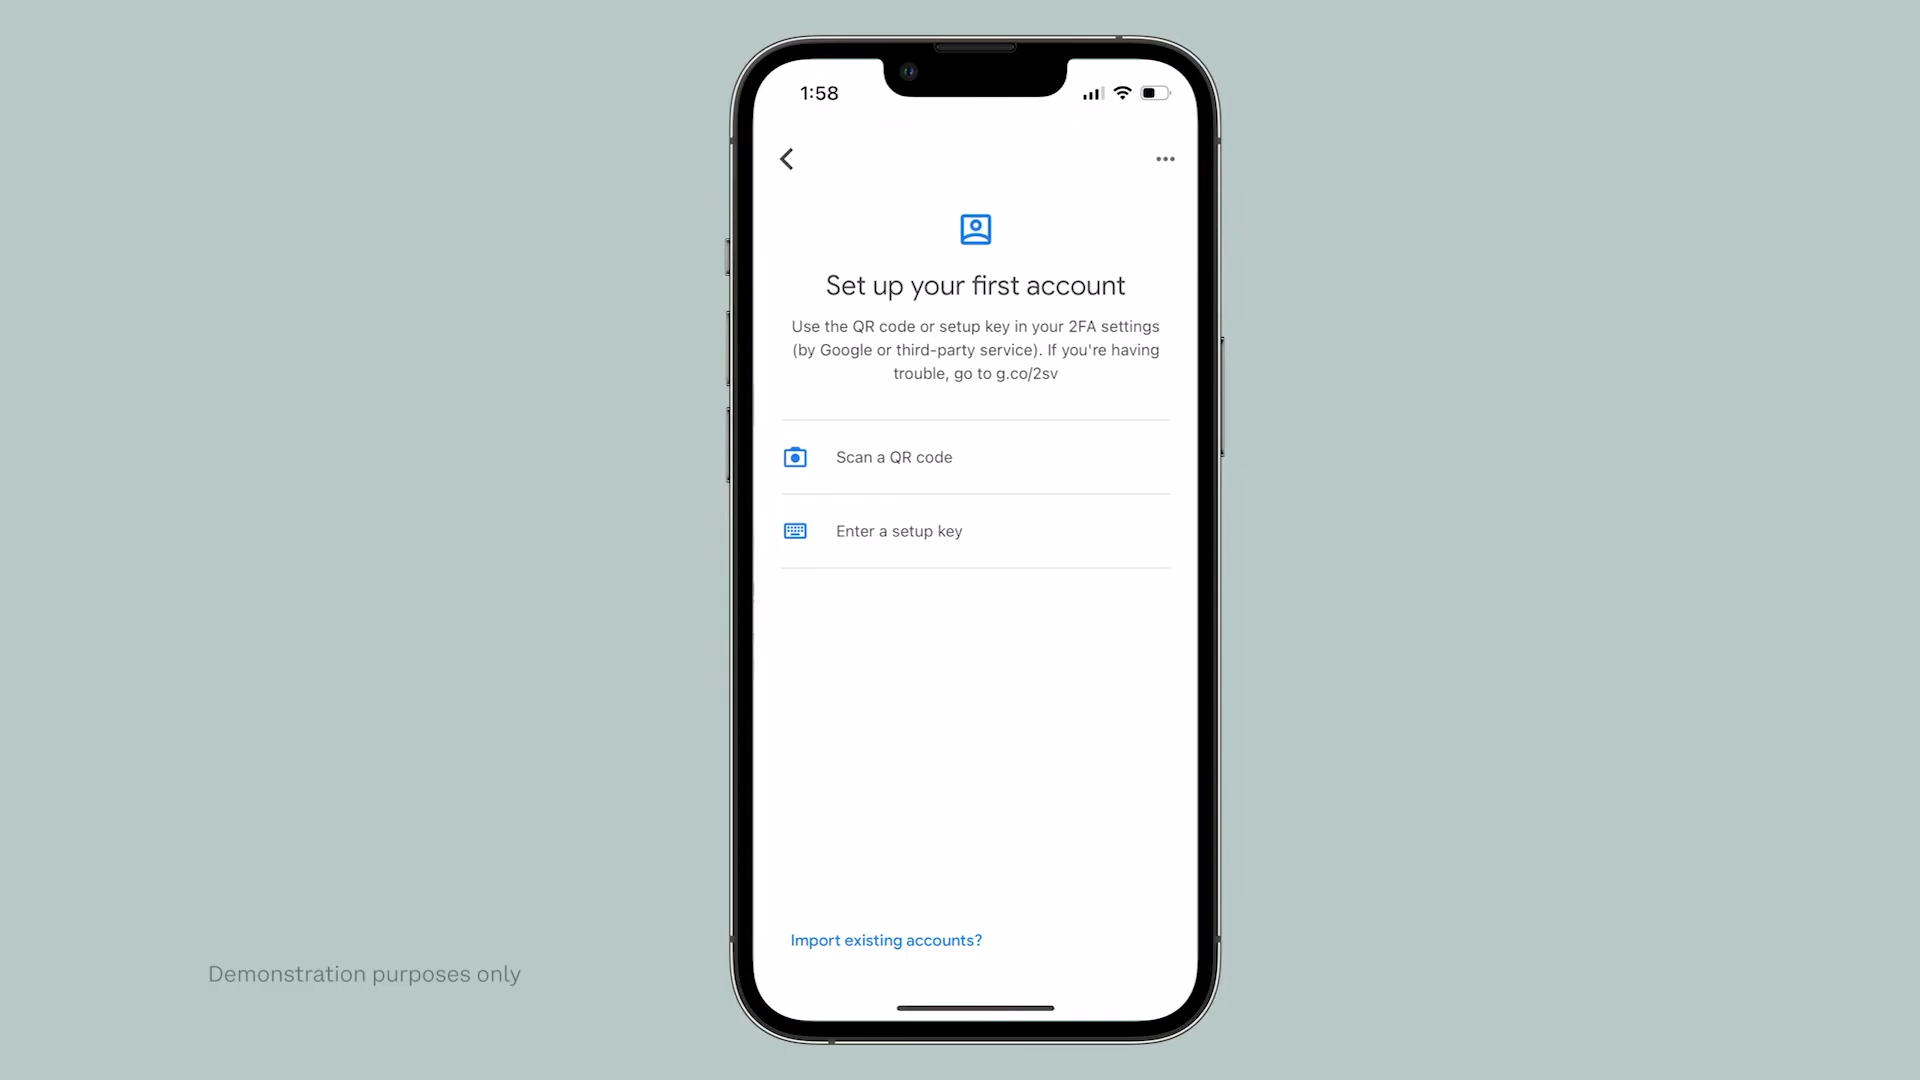 1:58
Set up your first account
Use the QR code or setup key in your 2FA settings
(by Google or third-party service). If you're having
trouble, go to g.co/2sv
Scan a QR code
Enter a setup key
Import existing accounts?
Demonstration purposes only